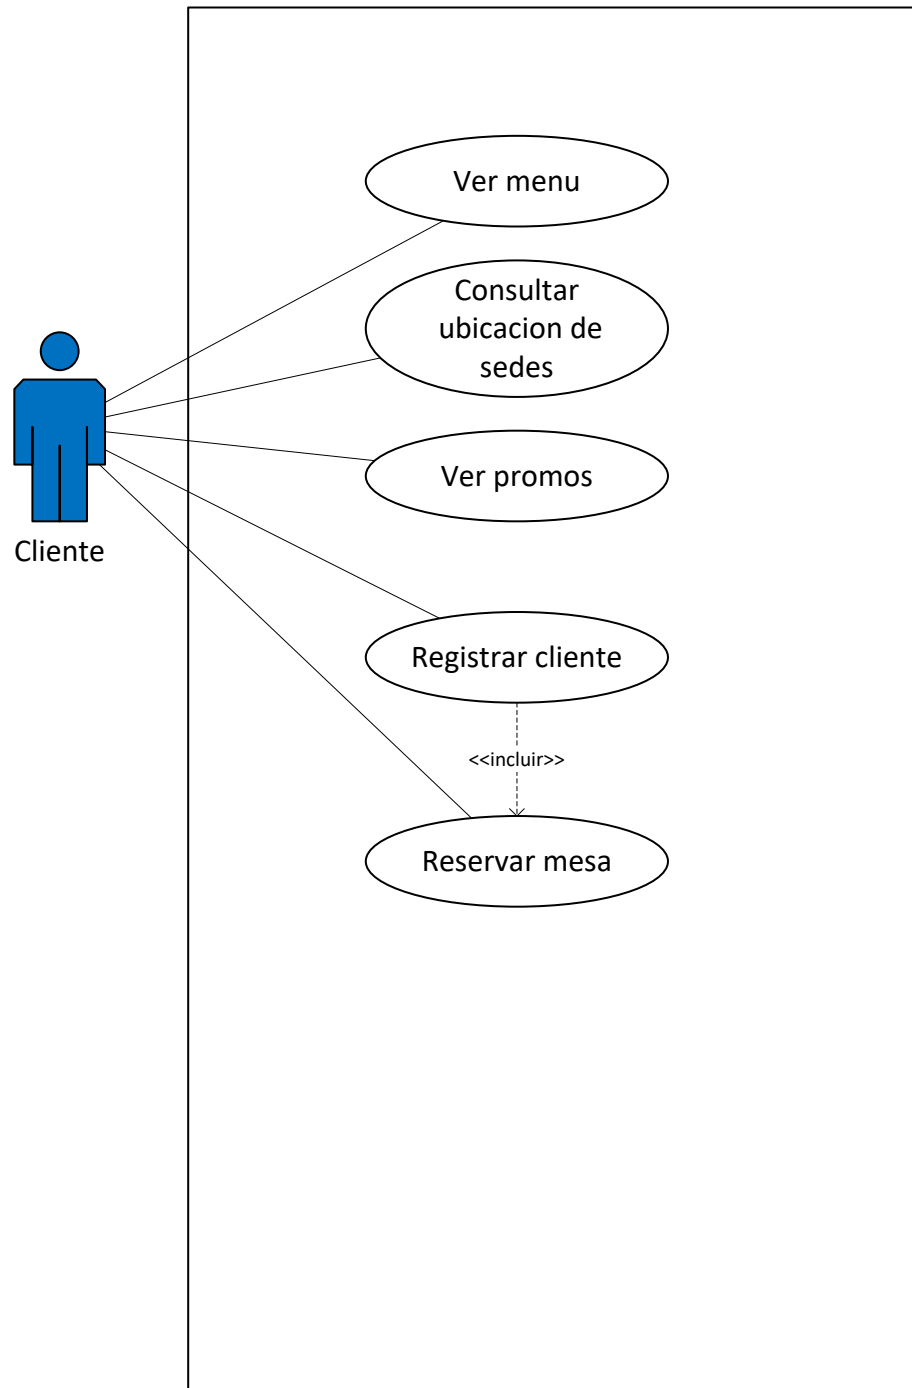 Ver menu
Consultar
ubicacion de
sedes
Ver promos
Cliente
Registrar cliente
<<incluir>>
Reservar mesa